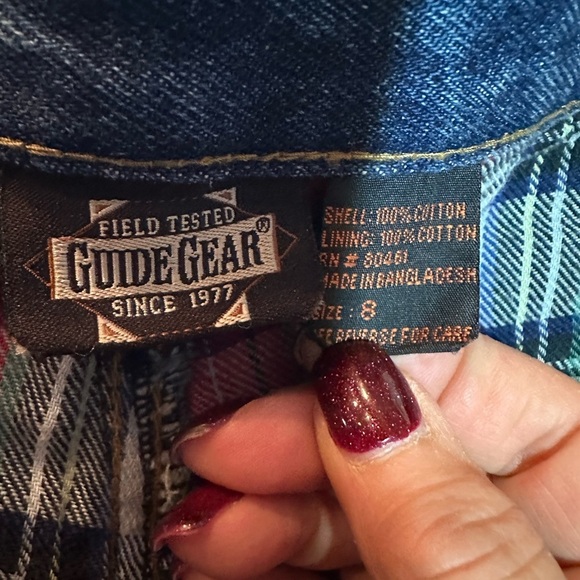 FIELD TESTED
GUIDE GEAR®
SINCE 1977
SHELL: 100% COTTON
LINING: 100% COTTON
RN # 80461
MADE IN BANGLADESH
SIZE : 8
REVERSE FOR CARE